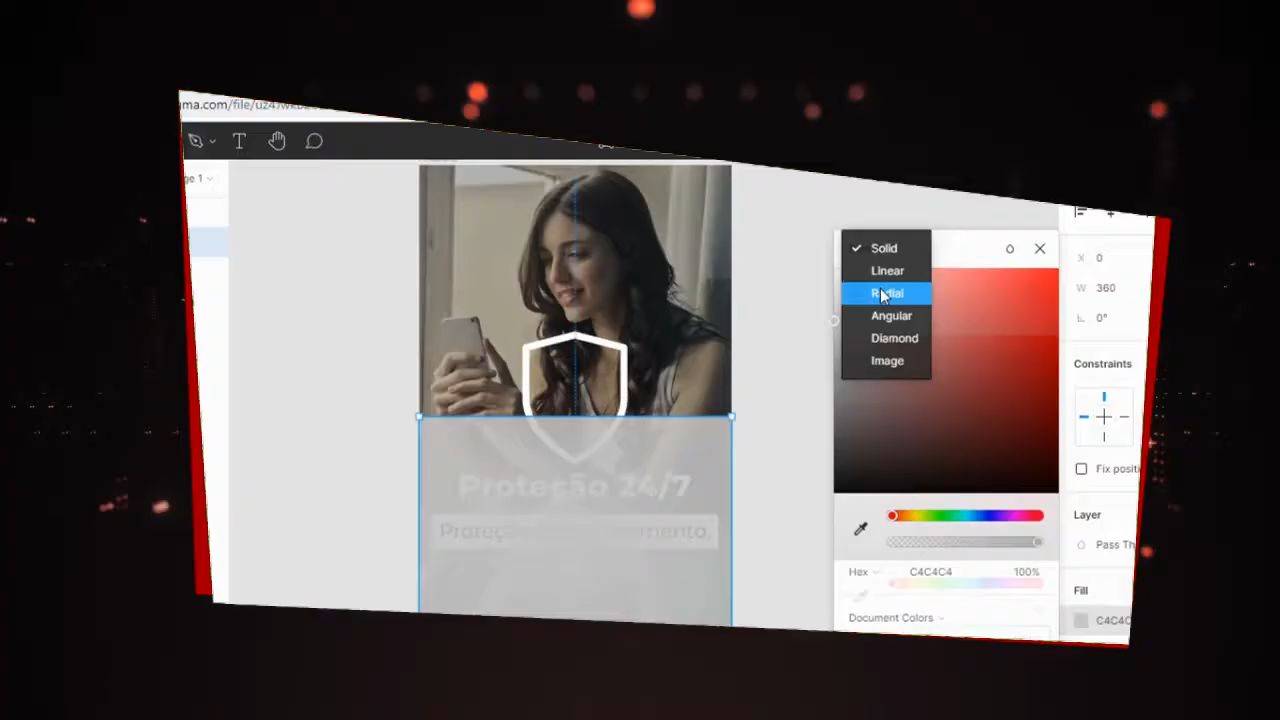 ma.com/file/
ge 1
Solid
Linear
Radial
Angular
Diamond
Image
X 0
W 360
0°
Constraints
Fix positi
Layer
Pass Th
Fill
C4C4C
Hex C4C4C4 100%
Document Colors
Proteção 24/7